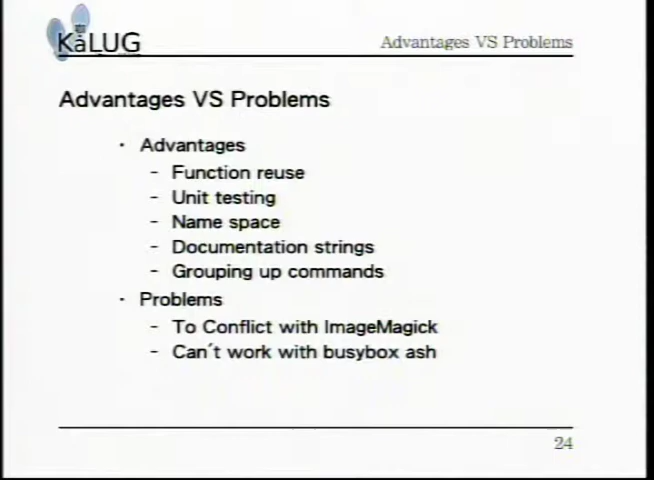 KaLUG
Advantages VS Problems
Advantages VS Problems
· Advantages
- Function reuse
- Unit testing
- Name space
- Documentation strings
- Grouping up commands
· Problems
- To Conflict with ImageMagick
- Can't work with busybox ash
24